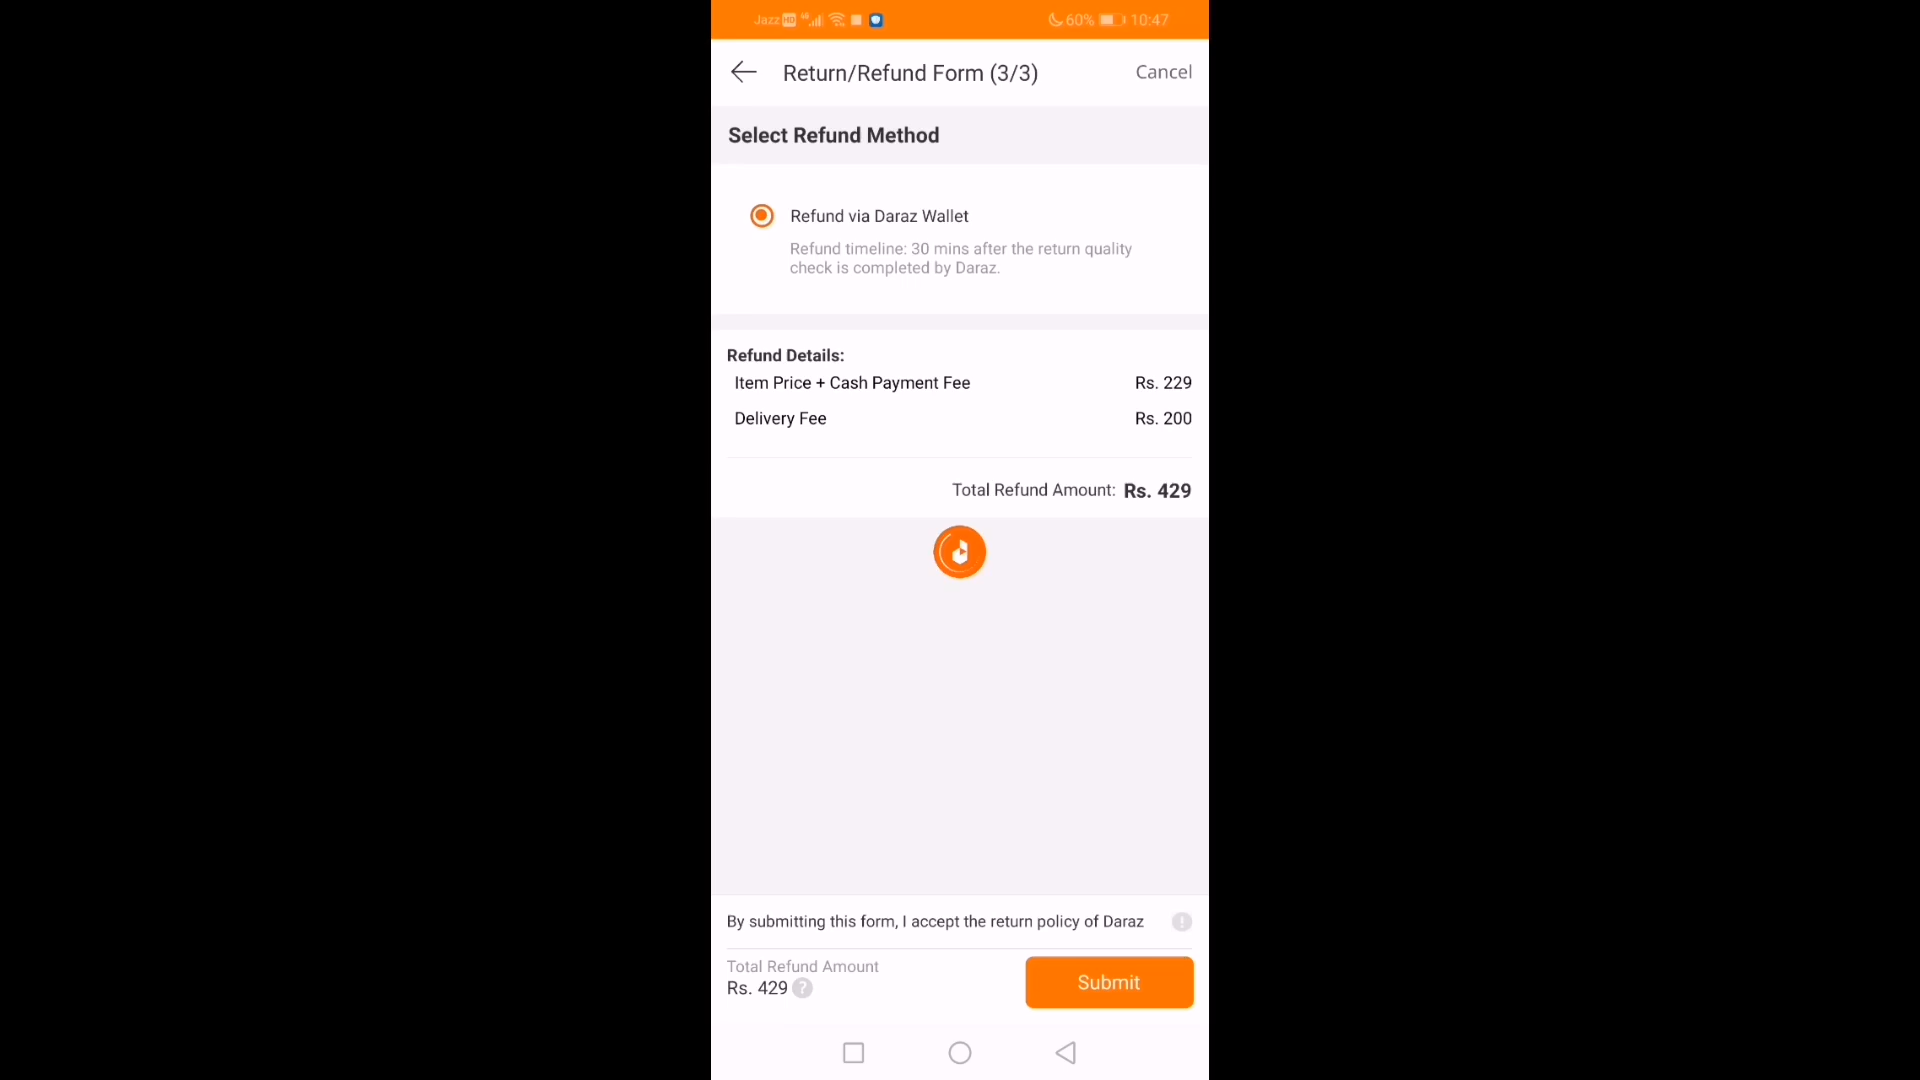 Jazz HD 4G 60% 10:47
Return/Refund Form (3/3) Cancel
Select Refund Method
Refund via Daraz Wallet
Refund timeline: 30 mins after the return quality
check is completed by Daraz.
Refund Details:
Item Price + Cash Payment Fee Rs. 229
Delivery Fee Rs. 200
Total Refund Amount: Rs. 429
By submitting this form, I accept the return policy of Daraz !
Total Refund Amount
Rs. 429 ?
Submit